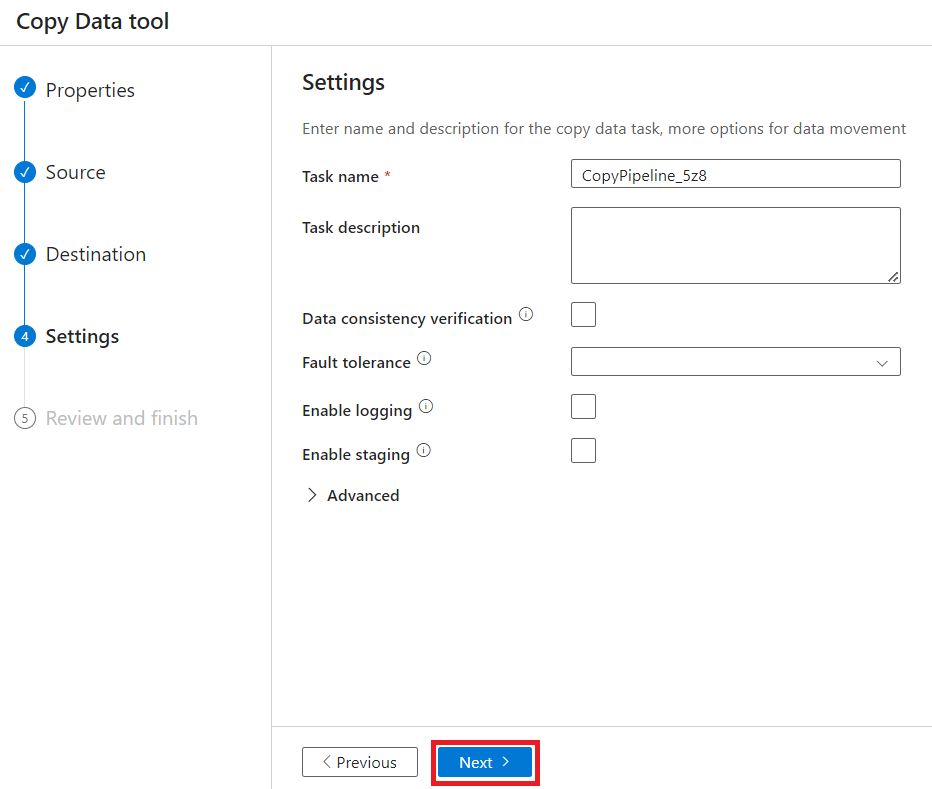 Copy Data tool
Properties
Source
Destination
4 Settings
5 Review and finish
Settings
Enter name and description for the copy data task, more options for data movement
Task name * CopyPipeline_5z8
Task description
Data consistency verification
Fault tolerance
Enable logging
Enable staging
Advanced
Previous
Next